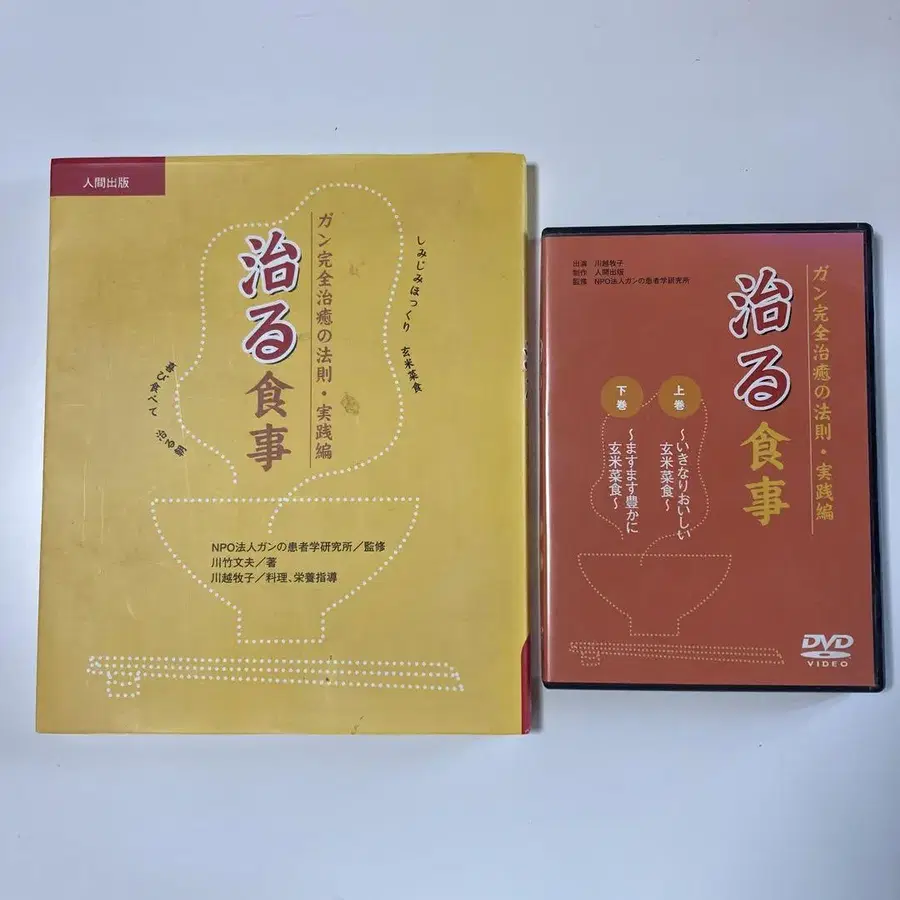 人間出版
ガン完全治癒の法則・実践編
治る食事
しみじみほっくり 玄米菜食
喜び食べて 治る朝
NPO法人ガンの患者学研究所／監修
川竹文夫／著
川越牧子／料理、栄養指導
出演 川越牧子
制作 人間出版
監修 NPO法人ガンの患者学研究所
ガン完全治癒の法則・実践編
治る食事
上巻
～いきなりおいしい
玄米菜食～
下巻
～ますます豊かに
玄米菜食～
DVD
VIDEO